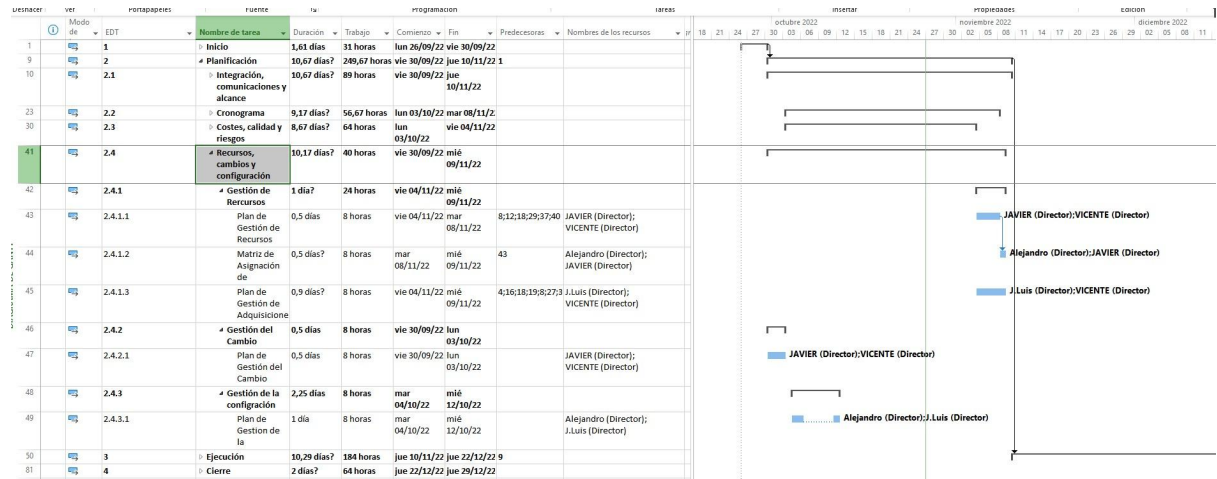 Deshacer Ver Portapapeles Fuente Programación Tareas Insertar Propiedades Edición
Modo de EDT Nombre de tarea Duración Trabajo Comienzo Fin Predecesoras Nombres de los recursos
octubre 2022 noviembre 2022 diciembre 2022
18 21 24 27 30 03 06 09 12 15 18 21 24 27 30 02 05 08 11 14 17 20 23 26 29 02 05 08 11
1 1 Inicio 1,61 días 31 horas lun 26/09/22 vie 30/09/22
9 2 Planificación 10,67 días? 249,67 horas vie 30/09/22 jue 10/11/22 1
10 2.1 Integración, 10,67 días? 89 horas vie 30/09/22 jue
comunicaciones y 10/11/22
alcance
23 2.2 Cronograma 9,17 días? 56,67 horas lun 03/10/22 mar 08/11/2
30 2.3 Costes, calidad y 8,67 días? 64 horas lun vie 04/11/22
riesgos 03/10/22
41 2.4 Recursos, 10,17 días? 40 horas vie 30/09/22 mié
cambios y 09/11/22
configuración
42 2.4.1 Gestión de 1 día? 24 horas vie 04/11/22 mié
Rercursos 09/11/22
43 2.4.1.1 Plan de 0,5 días 8 horas vie 04/11/22 mar 8;12;18;29;37;40 JAVIER (Director); JAVIER (Director);VICENTE (Director)
Gestión de 08/11/22 VICENTE (Director)
Recursos
44 2.4.1.2 Matriz de 0,5 días? 8 horas mar mié 43 Alejandro (Director); Alejandro (Director);JAVIER (Director)
Asignación 08/11/22 09/11/22 JAVIER (Director)
de
45 2.4.1.3 Plan de 0,9 días? 8 horas vie 04/11/22 mié 4;16;18;19;8;27;3 J.Luis (Director); J.Luis (Director);VICENTE (Director)
Gestión de 09/11/22 VICENTE (Director)
Adquisicione
46 2.4.2 Gestión del 0,5 días 8 horas vie 30/09/22 lun
Cambio 03/10/22
47 2.4.2.1 Plan de 0,5 días 8 horas vie 30/09/22 lun JAVIER (Director); JAVIER (Director);VICENTE (Director)
Gestión del 03/10/22 VICENTE (Director)
Cambio
48 2.4.3 Gestión de la 2,25 días 8 horas mar mié
configración 04/10/22 12/10/22
49 2.4.3.1 Plan de 1 día 8 horas mar mié Alejandro (Director); Alejandro (Director);J.Luis (Director)
Gestion de 04/10/22 12/10/22 J.Luis (Director)
la
50 3 Ejecución 10,29 días? 184 horas jue 10/11/22 jue 22/12/22 9
81 4 Cierre 2 días? 64 horas jue 22/12/22 jue 29/12/22